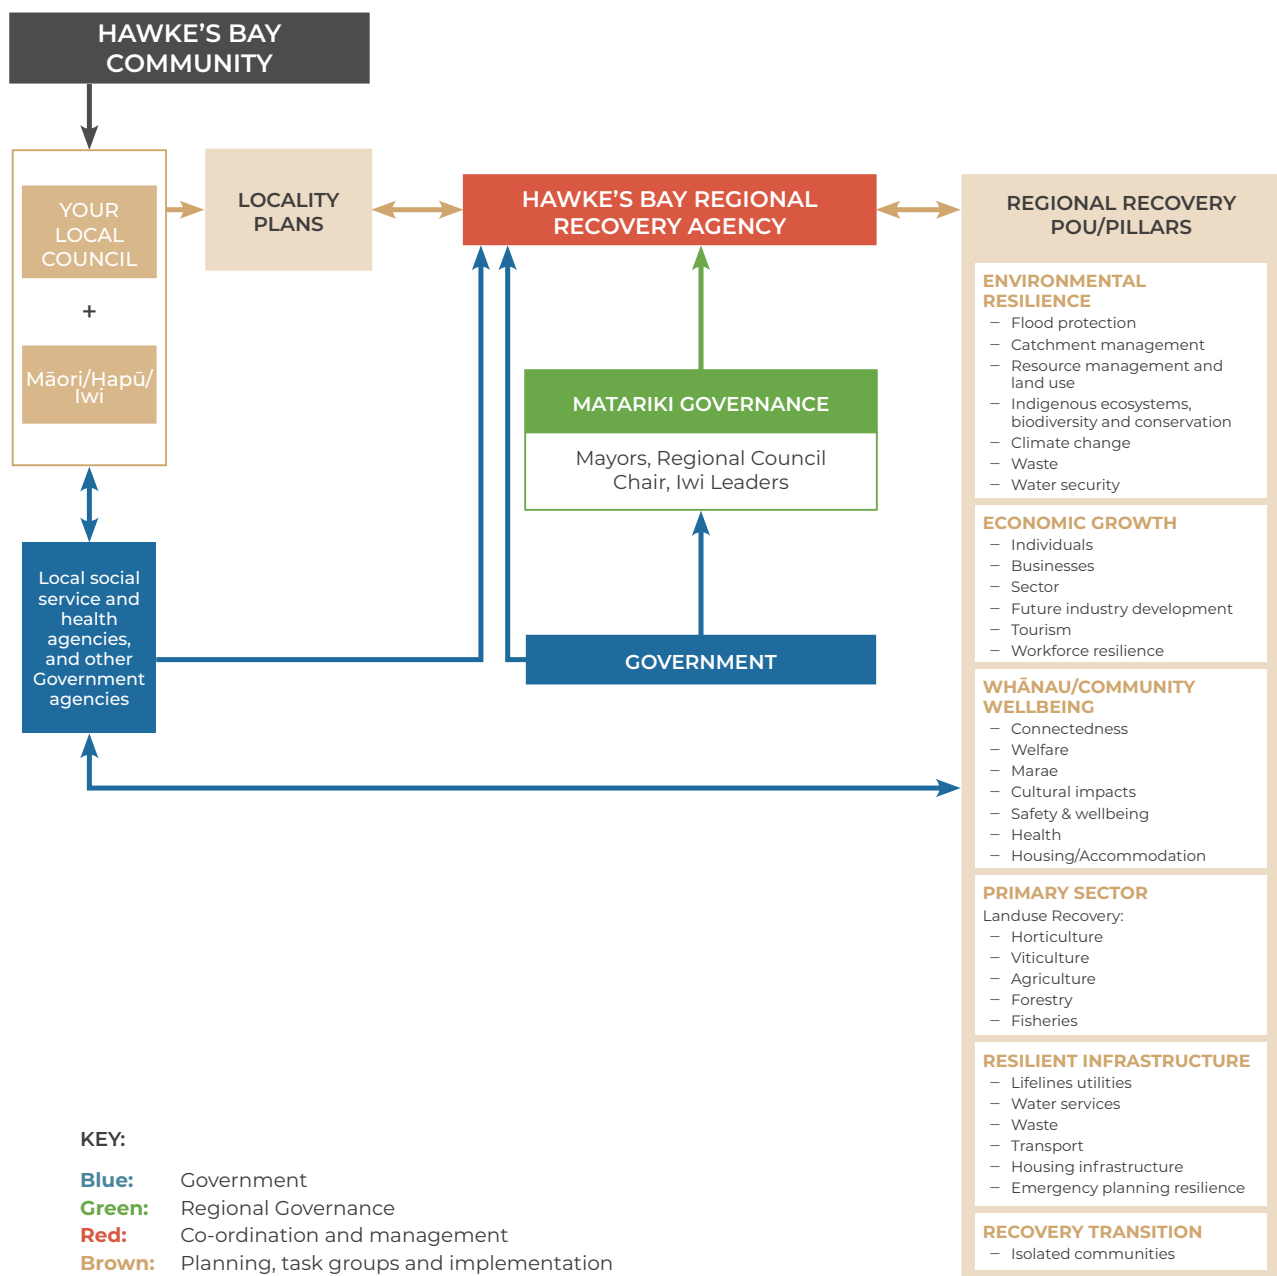 HAWKE’S BAY
COMMUNITY
YOUR
LOCAL
COUNCIL
+
Māori/Hapū/
Iwi
LOCALITY
PLANS
HAWKE’S BAY REGIONAL
RECOVERY AGENCY
MATARIKI GOVERNANCE
Mayors, Regional Council
Chair, Iwi Leaders
GOVERNMENT
Local social
service and
health
agencies,
and other
Government
agencies
REGIONAL RECOVERY
POU/PILLARS
ENVIRONMENTAL
RESILIENCE
– Flood protection
– Catchment management
– Resource management and
land use
– Indigenous ecosystems,
biodiversity and conservation
– Climate change
– Waste
– Water security
ECONOMIC GROWTH
– Individuals
– Businesses
– Sector
– Future industry development
– Tourism
– Workforce resilience
WHĀNAU/COMMUNITY
WELLBEING
– Connectedness
– Welfare
– Marae
– Cultural impacts
– Safety & wellbeing
– Health
– Housing/Accommodation
PRIMARY SECTOR
Landuse Recovery:
– Horticulture
– Viticulture
– Agriculture
– Forestry
– Fisheries
RESILIENT INFRASTRUCTURE
– Lifelines utilities
– Water services
– Waste
– Transport
– Housing infrastructure
– Emergency planning resilience
RECOVERY TRANSITION
– Isolated communities
KEY:
Blue: Government
Green: Regional Governance
Red: Co-ordination and management
Brown: Planning, task groups and implementation